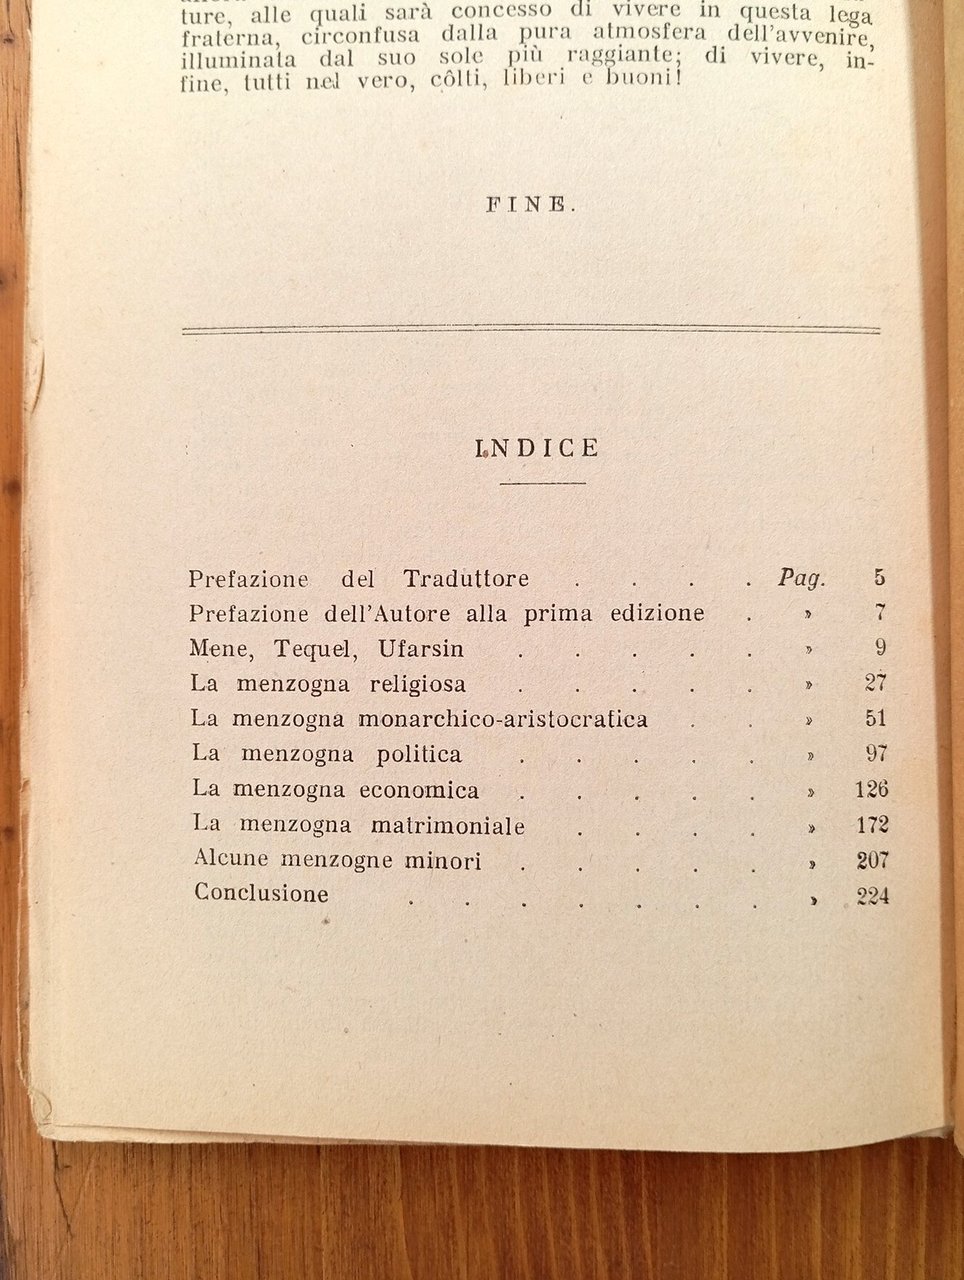 ture, alle quali sarà concesso di vivere in questa lega
fraterna, circonfusa dalla pura atmosfera dell'avvenire,
illuminata dal suo sole più raggiante; di vivere, in-
fine, tutti nel vero, côlti, liberi e buoni!
FINE.
INDICE
Prefazione del Traduttore . . . . Pag. 5
Prefazione dell'Autore alla prima edizione . » 7
Mene, Tequel, Ufarsin . . . . . » 9
La menzogna religiosa . . . . . » 27
La menzogna monarchico-aristocratica . . » 51
La menzogna politica . . . . . » 97
La menzogna economica . . . . . » 126
La menzogna matrimoniale . . . . » 172
Alcune menzogne minori . . . . . » 207
Conclusione . . . . . . . » 224